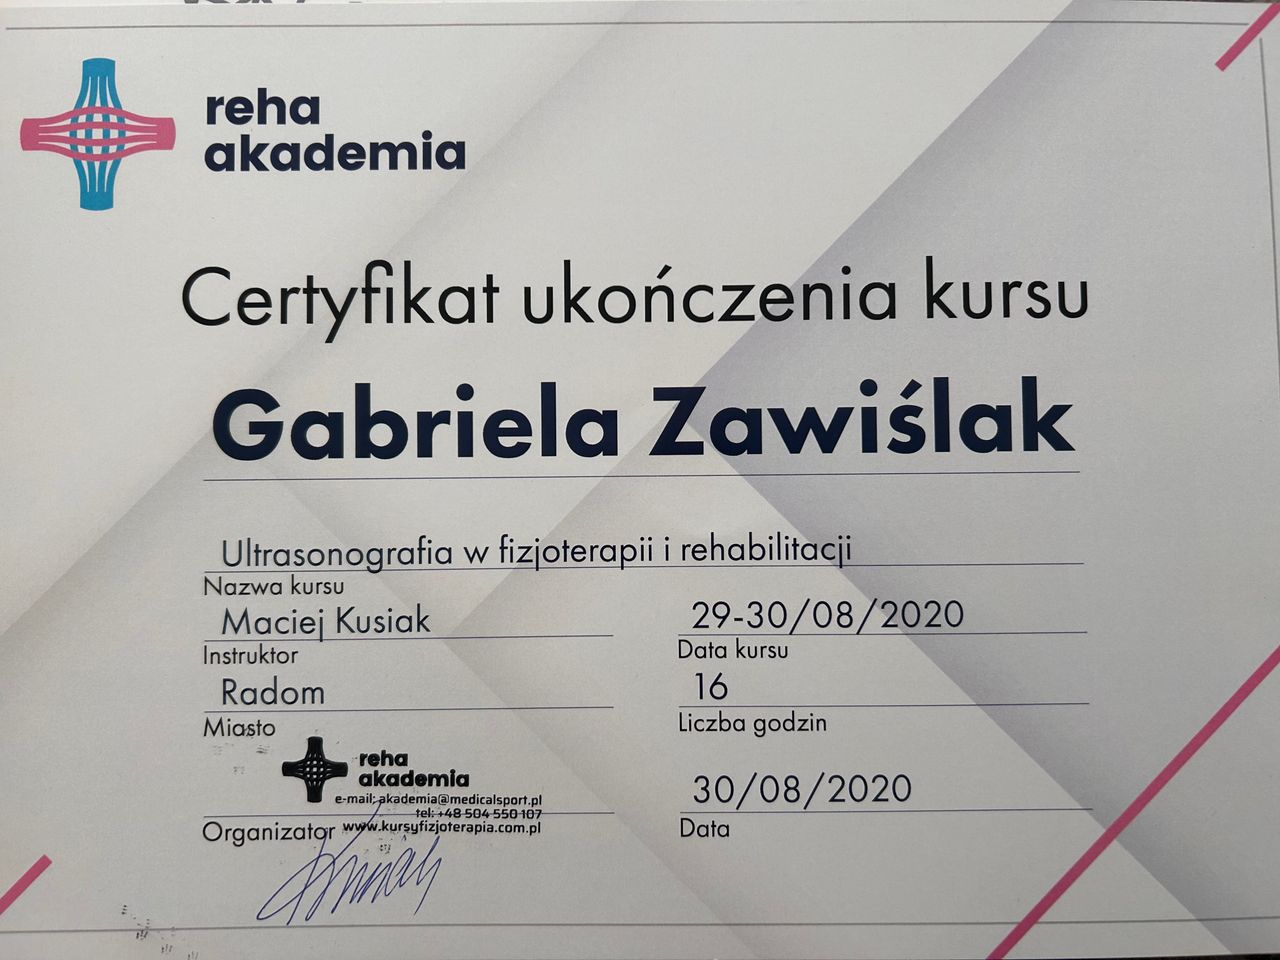 reha
akademia
Certyfikat ukończenia kursu
Gabriela Zawiślak
Ultrasonografia w fizjoterapii i rehabilitacji
Nazwa kursu
Maciej Kusiak
29-30/08/2020
Instruktor
Data kursu
Radom
16
Miasto
Liczba godzin
reha
akademia
e-mail: akademia@medicalsport.pl
tel: +48 504 550 107
30/08/2020
Organizator
www.kursyfizjoterapia.com.pl
Data